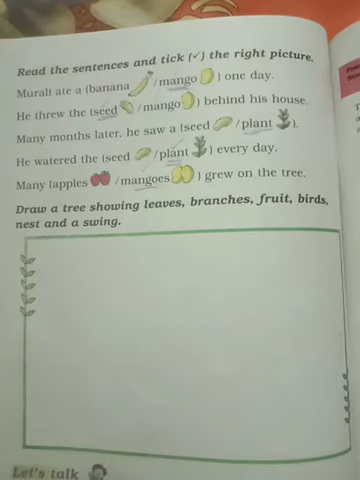 Read the sentences and tick (✓) the right picture.
Murali ate a (banana /mango ) one day.
He threw the (seed /mango ) behind his house.
Many months later, he saw a (seed /plant ).
He watered the (seed /plant ) every day.
Many (apples /mangoes ) grew on the tree.
Draw a tree showing leaves, branches, fruit, birds,
nest and a swing.
Let's talk